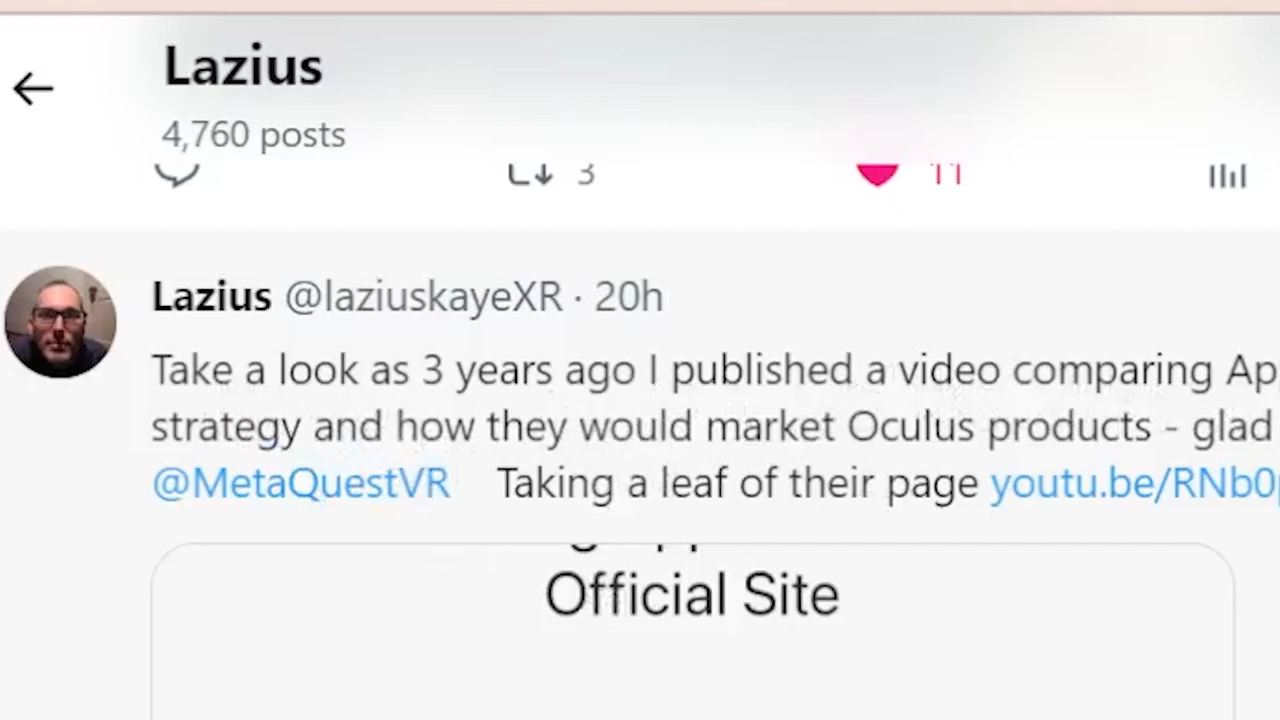 Lazius
4,760 posts
3
11
Lazius @laziuskayeXR · 20h
Take a look as 3 years ago I published a video comparing Ap
strategy and how they would market Oculus products - glad
@MetaQuestVR Taking a leaf of their page youtu.be/RNb0
Official Site